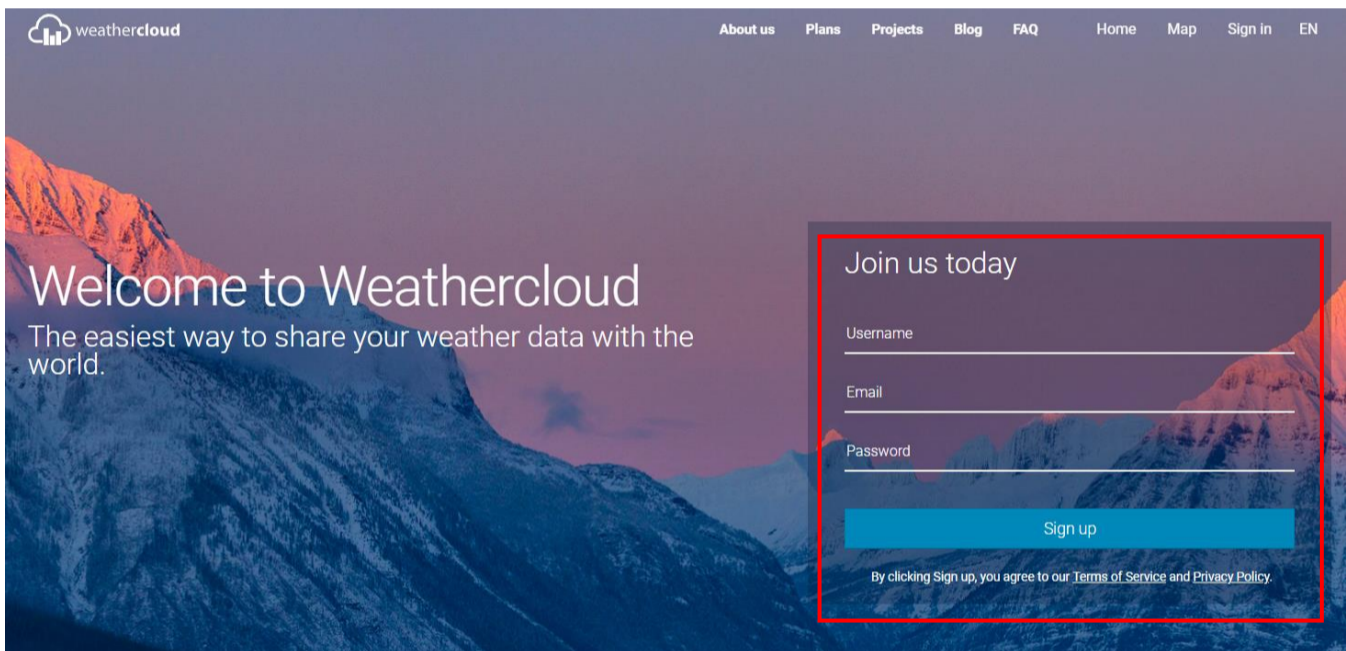 weathercloud
About us Plans Projects Blog FAQ Home Map Sign in EN
Welcome to Weathercloud
The easiest way to share your weather data with the
world.
Join us today
Username
Email
Password
Sign up
By clicking Sign up, you agree to our Terms of Service and Privacy Policy.